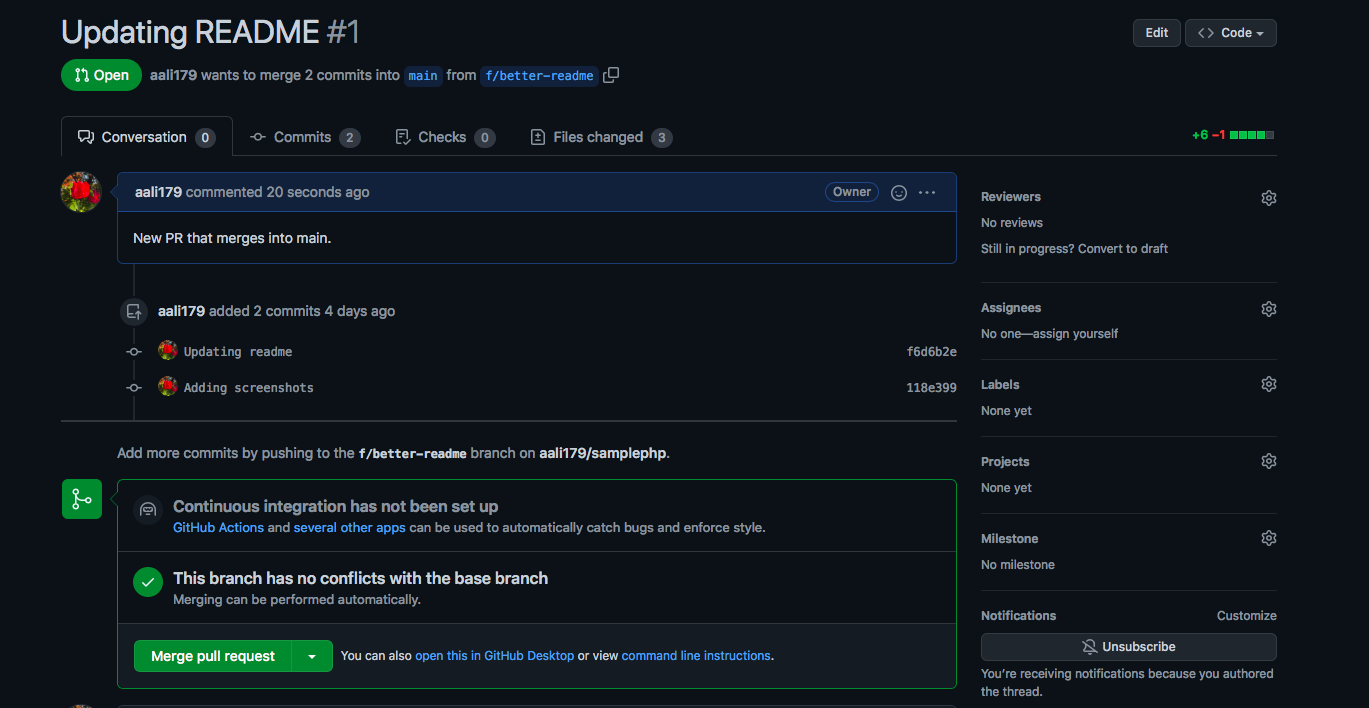 Updating README #1
Edit
Code
Open
aali179 wants to merge 2 commits into main from f/better-readme
Conversation 0
Commits 2
Checks 0
Files changed 3
+6 −1
aali179 commented 20 seconds ago
Owner
New PR that merges into main.
aali179 added 2 commits 4 days ago
Updating readme
f6d6b2e
Adding screenshots
118e399
Add more commits by pushing to the f/better-readme branch on aali179/samplephp.
Continuous integration has not been set up
GitHub Actions and several other apps can be used to automatically catch bugs and enforce style.
This branch has no conflicts with the base branch
Merging can be performed automatically.
Merge pull request
You can also open this in GitHub Desktop or view command line instructions.
Reviewers
No reviews
Still in progress? Convert to draft
Assignees
No one—assign yourself
Labels
None yet
Projects
None yet
Milestone
No milestone
Notifications
Customize
Unsubscribe
You're receiving notifications because you authored
the thread.